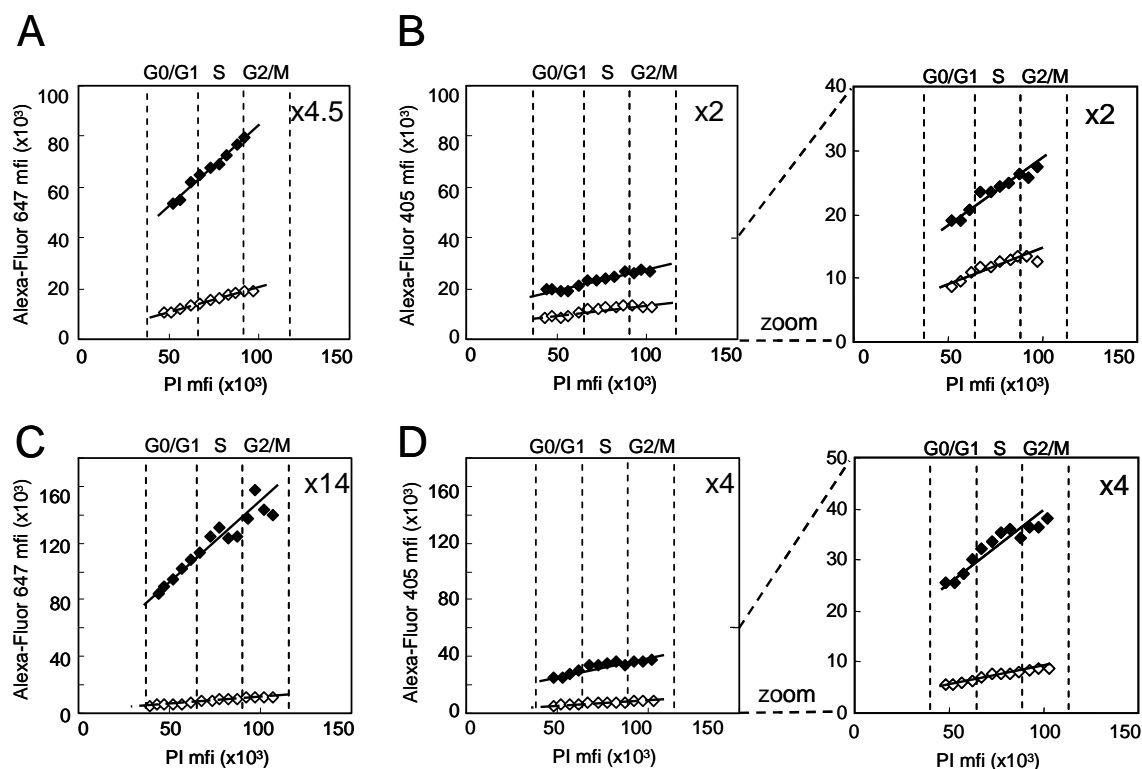 A
G0/G1 S G2/M
x4.5
Alexa-Fluor 647 mfi (x10³)
100
80
60
40
20
0
0 50 100 150
PI mfi (x10³)
B
G0/G1 S G2/M
x2
Alexa-Fluor 405 mfi (x10³)
100
80
60
40
20
0
0 50 100 150
PI mfi (x10³)
zoom
G0/G1 S G2/M
x2
40
30
20
10
0
0 50 100 150
PI mfi (x10³)
C
G0/G1 S G2/M
x14
Alexa-Fluor 647 mfi (x10³)
160
120
80
40
0
0 50 100 150
PI mfi (x10³)
D
G0/G1 S G2/M
x4
Alexa-Fluor 405 mfi (x10³)
160
120
80
40
0
0 50 100 150
PI mfi (x10³)
zoom
G0/G1 S G2/M
x4
50
40
30
20
10
0
0 50 100 150
PI mfi (x10³)